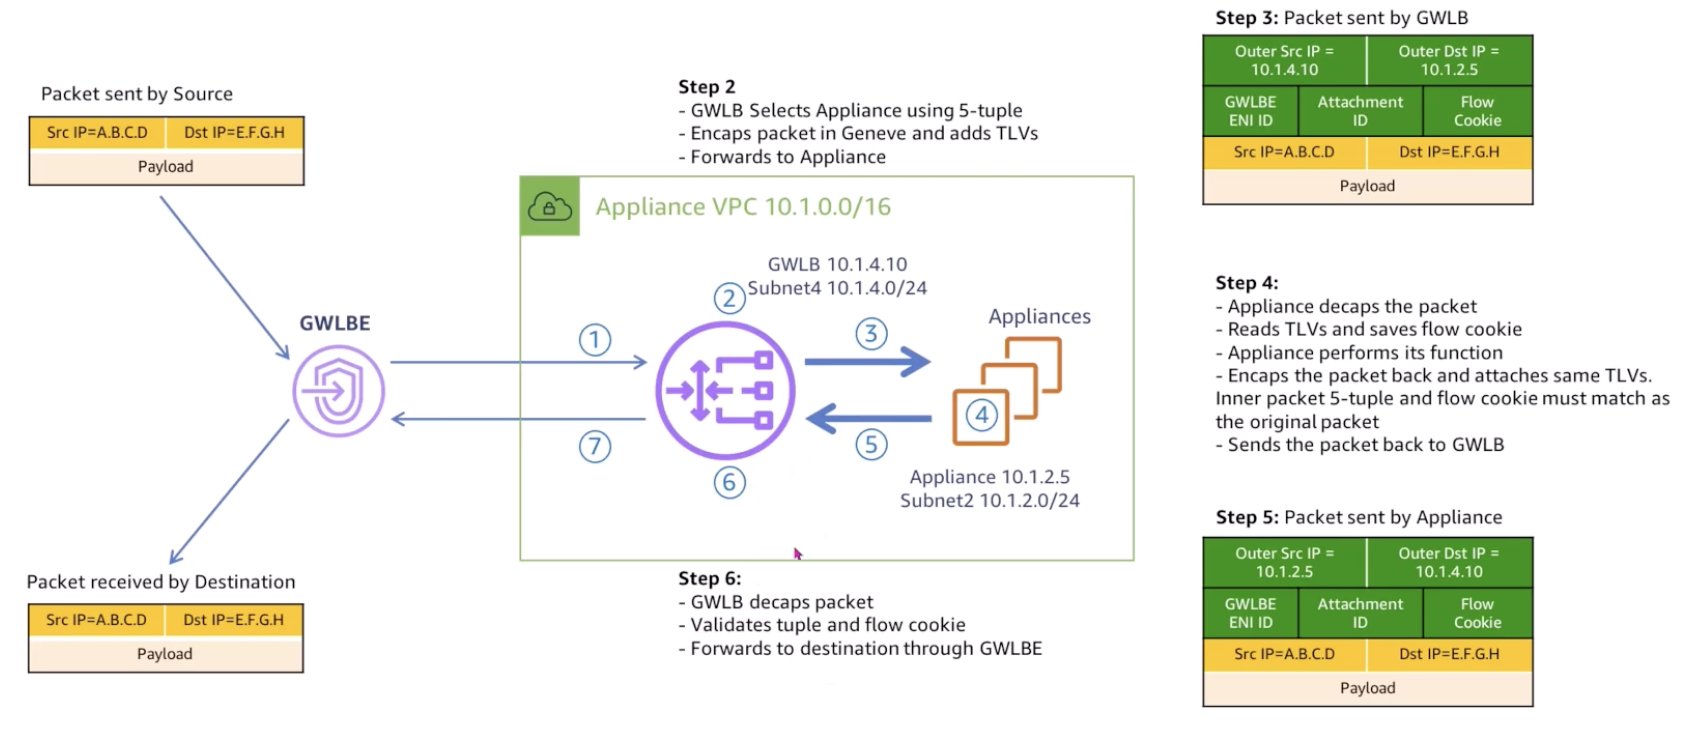 Packet sent by Source
Src IP=A.B.C.D
Dst IP=E.F.G.H
Payload
GWLBE
Packet received by Destination
Src IP=A.B.C.D
Dst IP=E.F.G.H
Payload
Step 2
- GWLB Selects Appliance using 5-tuple
- Encaps packet in Geneve and adds TLVs
- Forwards to Appliance
Appliance VPC 10.1.0.0/16
GWLB 10.1.4.10
Subnet4 10.1.4.0/24
1
2
3
Appliances
4
5
6
7
Appliance 10.1.2.5
Subnet2 10.1.2.0/24
Step 6:
- GWLB decaps packet
- Validates tuple and flow cookie
- Forwards to destination through GWLBE
Step 3: Packet sent by GWLB
Outer Src IP =
10.1.4.10
Outer Dst IP =
10.1.2.5
GWLBE
ENI ID
Attachment
ID
Flow
Cookie
Src IP=A.B.C.D
Dst IP=E.F.G.H
Payload
Step 4:
- Appliance decaps the packet
- Reads TLVs and saves flow cookie
- Appliance performs its function
- Encaps the packet back and attaches same TLVs.
Inner packet 5-tuple and flow cookie must match as
the original packet
- Sends the packet back to GWLB
Step 5: Packet sent by Appliance
Outer Src IP =
10.1.2.5
Outer Dst IP =
10.1.4.10
GWLBE
ENI ID
Attachment
ID
Flow
Cookie
Src IP=A.B.C.D
Dst IP=E.F.G.H
Payload